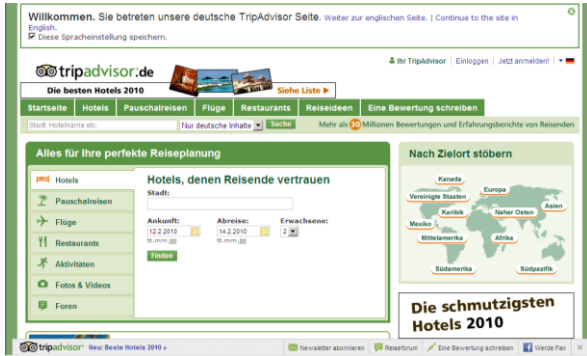 Willkommen. Sie betreten unsere deutsche TripAdvisor Seite. Weiter zur englischen Seite. | Continue to the site in
English.
Diese Spracheinstellung speichern.
tripadvisor.de
Ihr TripAdvisor | Einloggen | Jetzt anmelden!
Die besten Hotels 2010
Siehe Liste
Startseite Hotels Pauschalreisen Flüge Restaurants Reiseideen Eine Bewertung schreiben
Stadt, Hotelname etc. Nur deutsche Inhalte Suche Mehr als 30 Millionen Bewertungen und Erfahrungsberichte von Reisenden
Alles für Ihre perfekte Reiseplanung
Hotels
Pauschalreisen
Flüge
Restaurants
Aktivitäten
Fotos & Videos
Foren
Hotels, denen Reisende vertrauen
Stadt:
Ankunft: Abreise: Erwachsene:
12.2.2010 14.2.2010 2
tt.mm.jjjj tt.mm.jjjj
Finden
Nach Zielort stöbern
Kanada
Europa
Vereinigte Staaten
Asien
Karibik
Naher Osten
Mexiko
Mittelamerika
Afrika
Südamerika
Südpazifik
Die schmutzigsten
Hotels 2010
tripadvisor Neu: Beste Hotels 2010 » Newsletter abonnieren Reiseforum Eine Bewertung schreiben Werde Fan